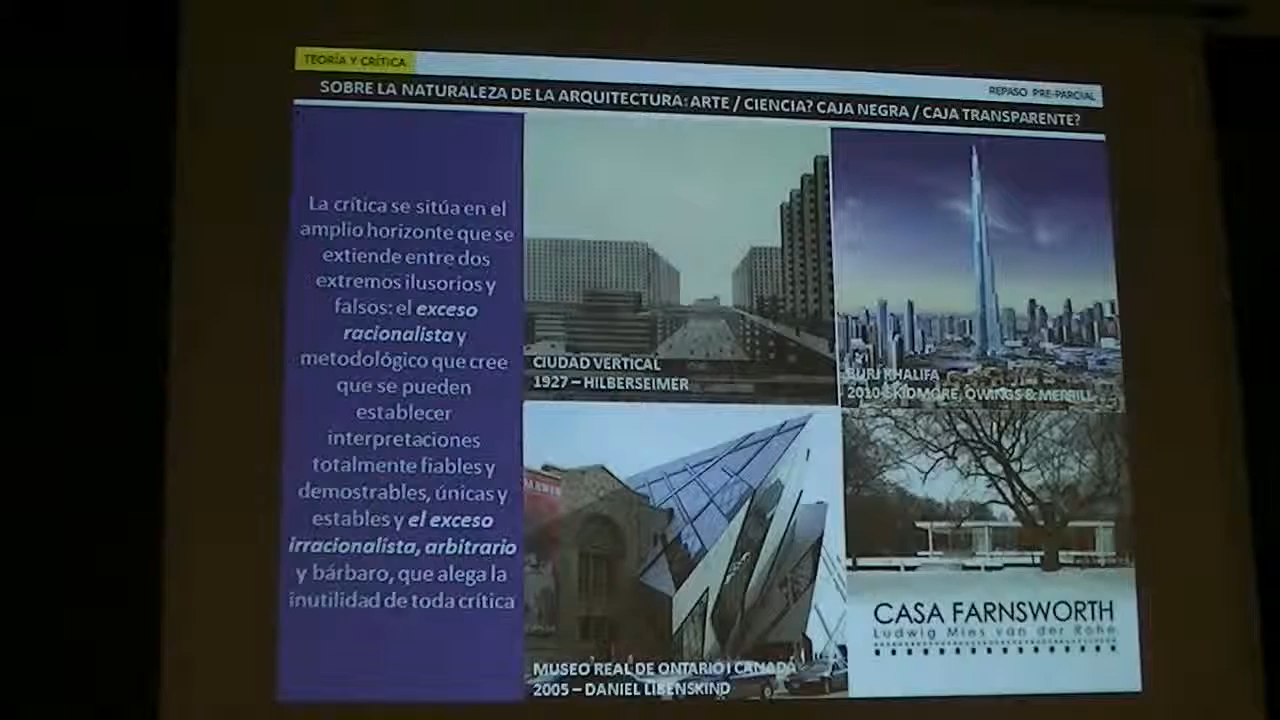 TEORÍA Y CRÍTICA
REPASO PRE-PARCIAL
SOBRE LA NATURALEZA DE LA ARQUITECTURA: ARTE / CIENCIA? CAJA NEGRA / CAJA TRANSPARENTE?
La crítica se sitúa en el
amplio horizonte que se
extiende entre dos
extremos ilusorios y
falsos: el exceso
racionalista y
metodológico que cree
que se pueden
establecer
interpretaciones
totalmente fiables y
demostrables, únicas y
estables y el exceso
irracionalista, arbitrario
y bárbaro, que alega la
inutilidad de toda crítica
CIUDAD VERTICAL
1927 – HILBERSEIMER
BURJ KHALIFA
2010-SKIDMORE, OWINGS & MERRILL
MUSEO REAL DE ONTARIO CANADÁ
2005 – DANIEL LIBENSKIND
CASA FARNSWORTH
Ludwig Mies van der Rohe